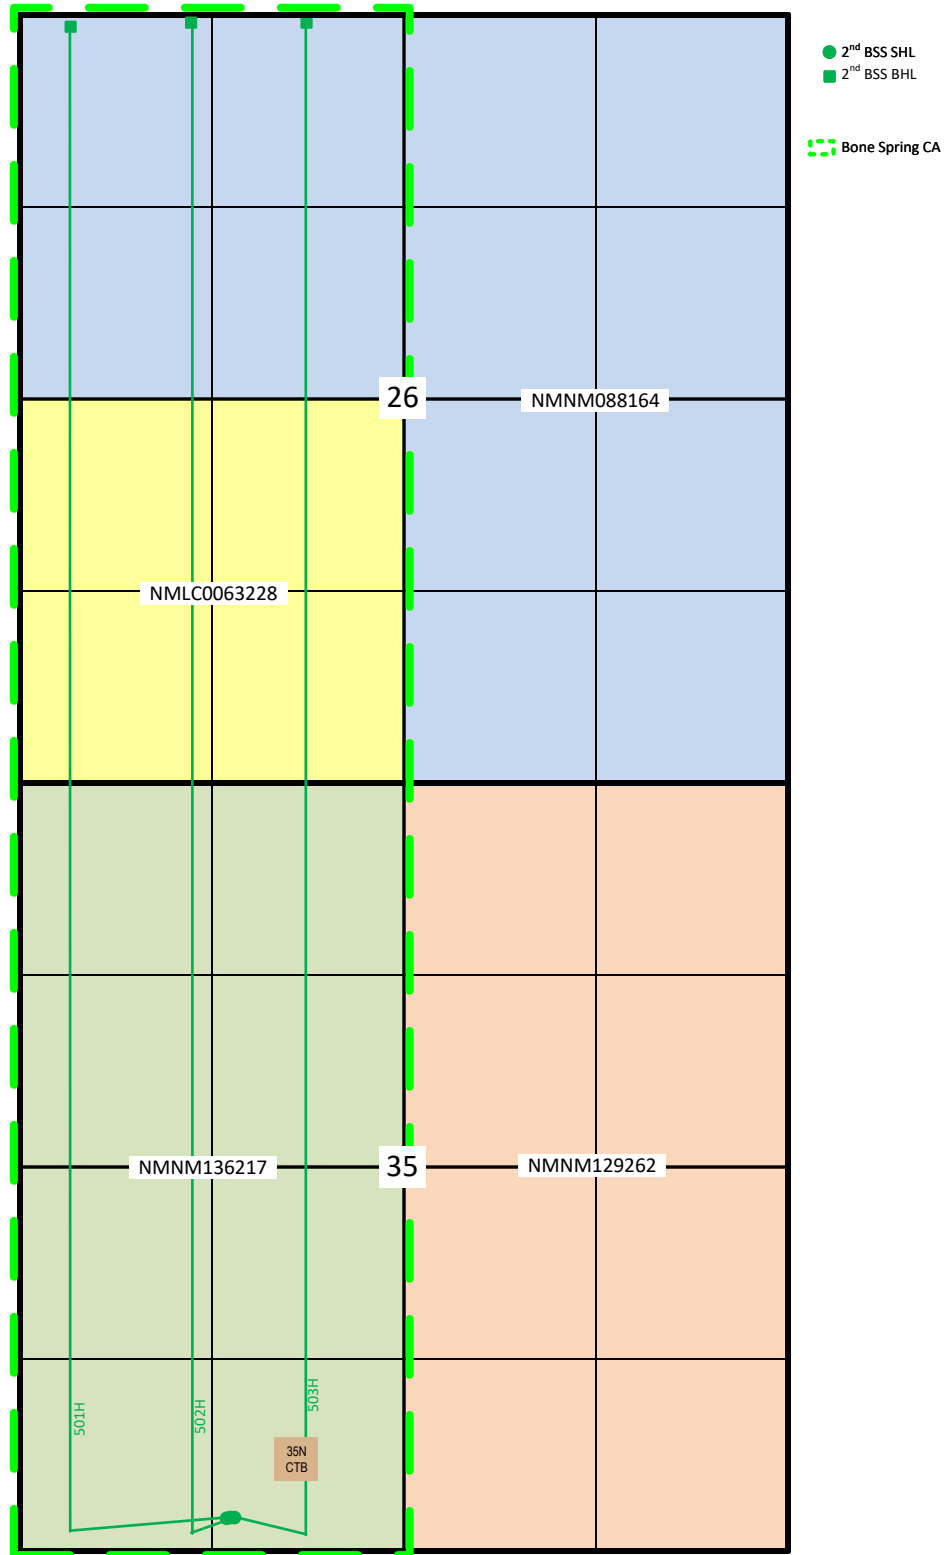 2nd BSS SHL
2nd BSS BHL
Bone Spring CA
26
NMNM088164
NMLC0063228
NMNM136217
35
NMNM129262
501H
502H
503H
35N
CTB